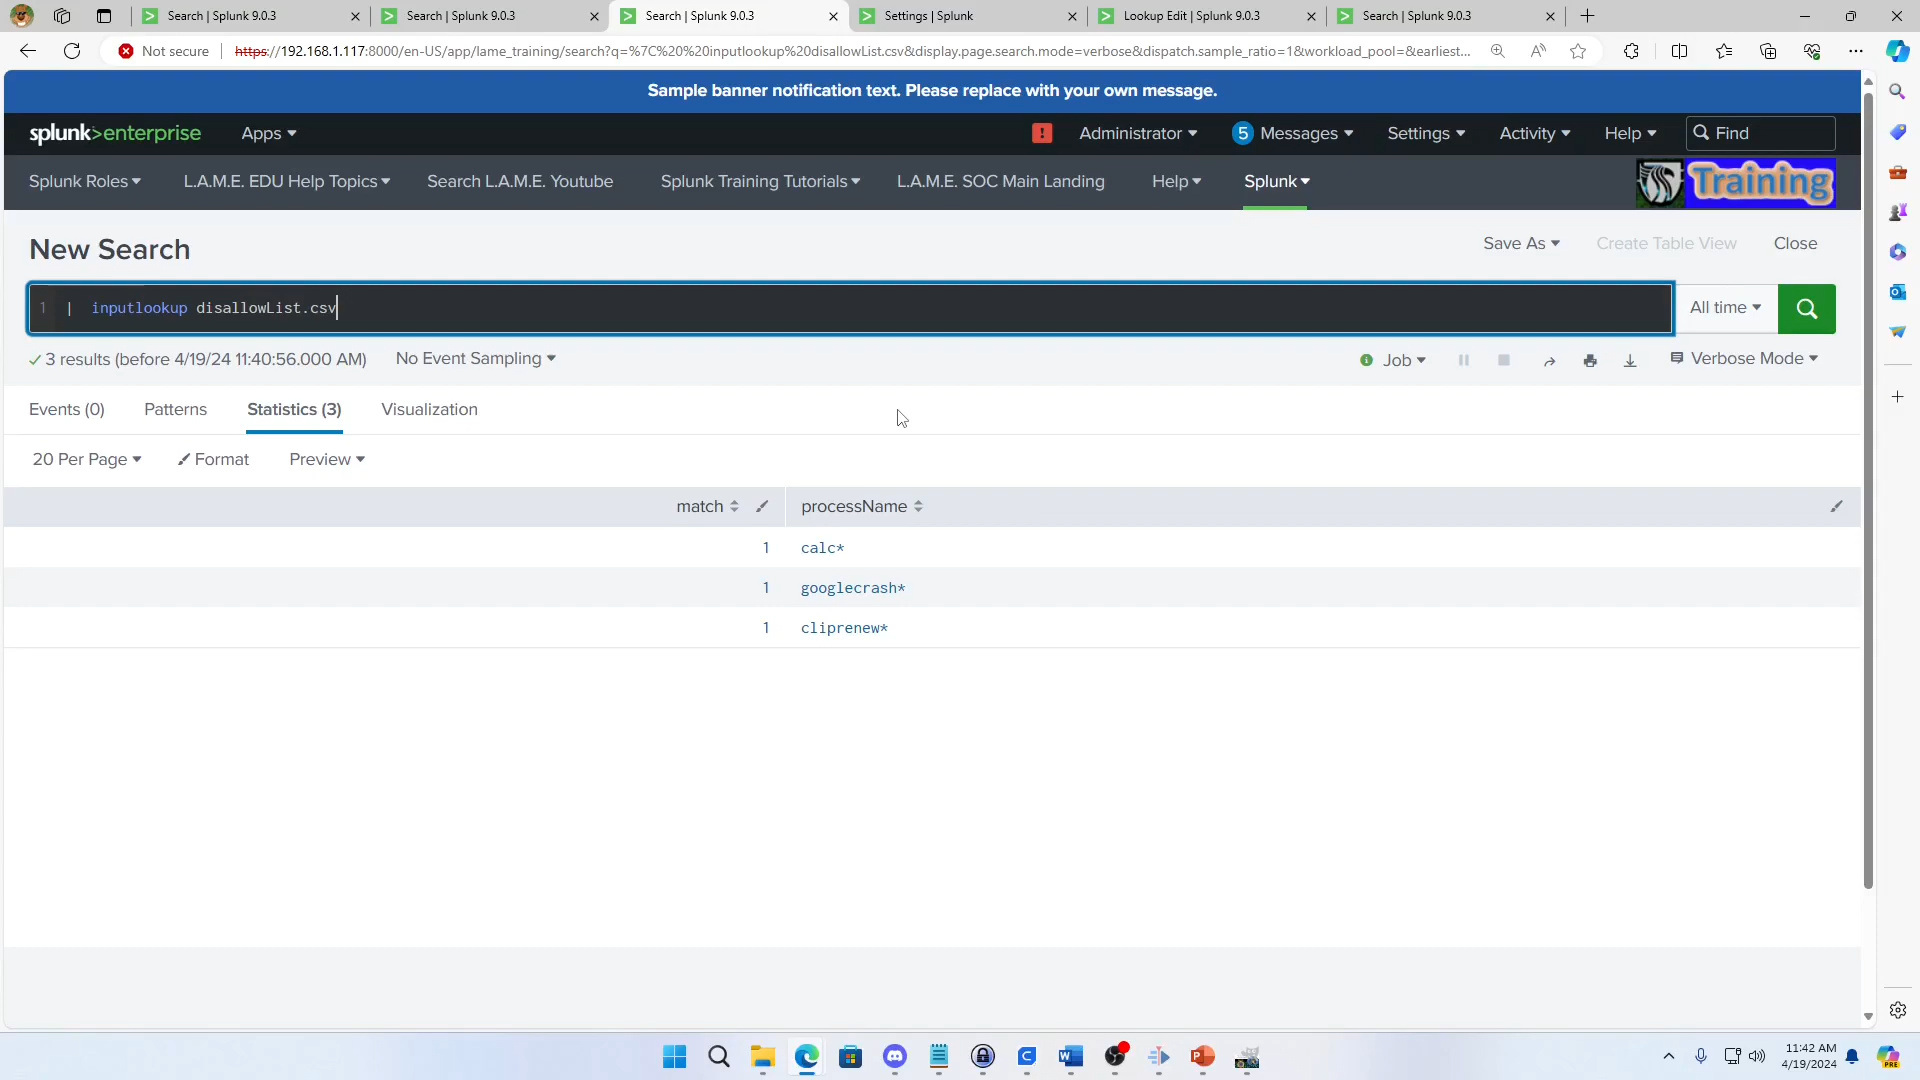 Search | Splunk 9.0.3
Search | Splunk 9.0.3
Search | Splunk 9.0.3
Settings | Splunk
Lookup Edit | Splunk 9.0.3
Search | Splunk 9.0.3
Not secure
https://192.168.1.117:8000/en-US/app/lame_training/search?q=%7C%20%20inputlookup%20disallowList.csv&display.page.search.mode=verbose&dispatch.sample_ratio=1&workload_pool=&earliest...
Sample banner notification text. Please replace with your own message.
splunk>enterprise Apps
! Administrator 5 Messages Settings Activity Help Find
Splunk Roles L.A.M.E. EDU Help Topics Search L.A.M.E. Youtube Splunk Training Tutorials L.A.M.E. SOC Main Landing Help Splunk
Training
New Search
Save As Create Table View Close
1 | inputlookup disallowList.csv
All time
3 results (before 4/19/24 11:40:56.000 AM) No Event Sampling
Job
Verbose Mode
Events (0) Patterns Statistics (3) Visualization
20 Per Page Format Preview
match processName
1 calc*
1 googlecrash*
1 cliprenew*
11:42 AM
4/19/2024
PRE